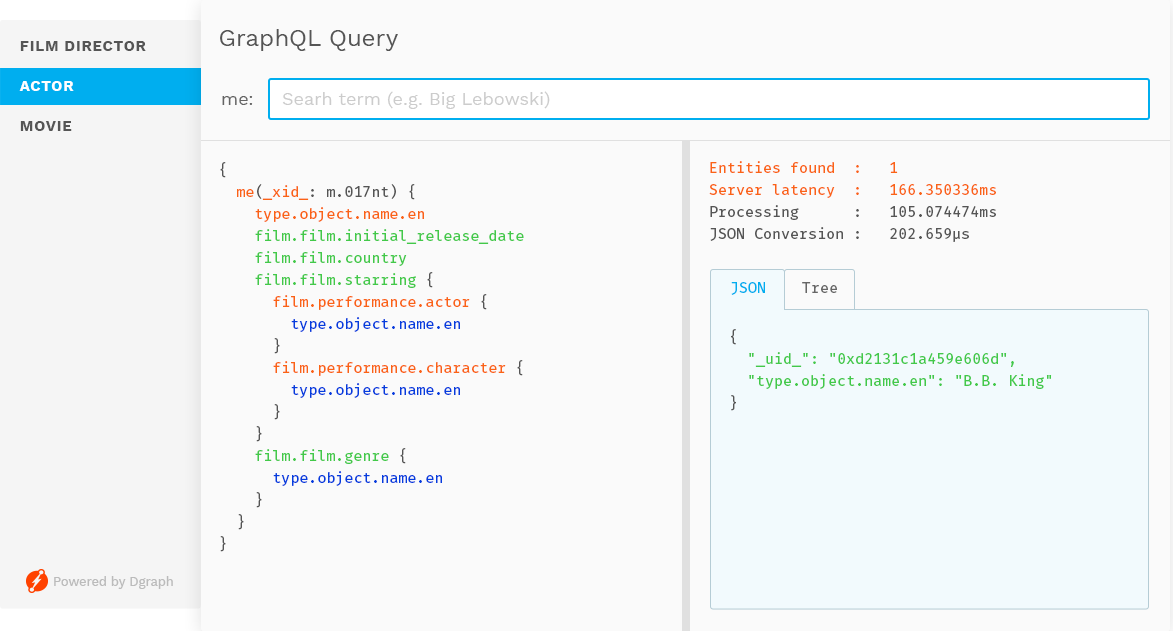 FILM DIRECTOR
ACTOR
MOVIE
Powered by Dgraph
GraphQL Query
me: Searh term (e.g. Big Lebowski)
{
  me(_xid_: m.017nt) {
    type.object.name.en
    film.film.initial_release_date
    film.film.country
    film.film.starring {
      film.performance.actor {
        type.object.name.en
      }
      film.performance.character {
        type.object.name.en
      }
    }
    film.film.genre {
      type.object.name.en
    }
  }
}
Entities found  :   1
Server latency  :   166.350336ms
Processing      :   105.074474ms
JSON Conversion :   202.659µs
JSON Tree
{
  "_uid_": "0xd2131c1a459e606d",
  "type.object.name.en": "B.B. King"
}